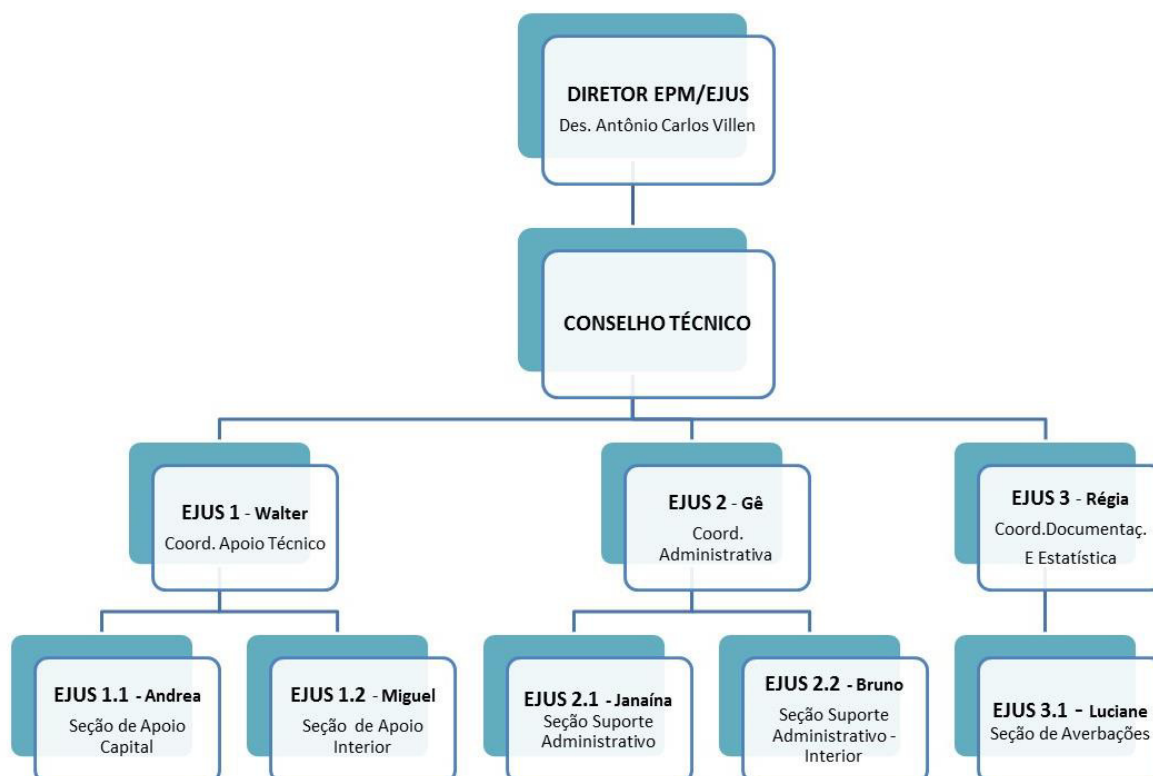 DIRETOR EPM/EJUS
Des. Antônio Carlos Villen
CONSELHO TÉCNICO
EJUS 1 - Walter
Coord. Apoio Técnico
EJUS 2 - Gê
Coord.
Administrativa
EJUS 3 - Régia
Coord.Documentaç.
E Estatística
EJUS 1.1 - Andrea
Seção de Apoio
Capital
EJUS 1.2 - Miguel
Seção de Apoio
Interior
EJUS 2.1 - Janaína
Seção Suporte
Administrativo
EJUS 2.2 - Bruno
Seção Suporte
Administrativo -
Interior
EJUS 3.1 - Luciane
Seção de Averbações